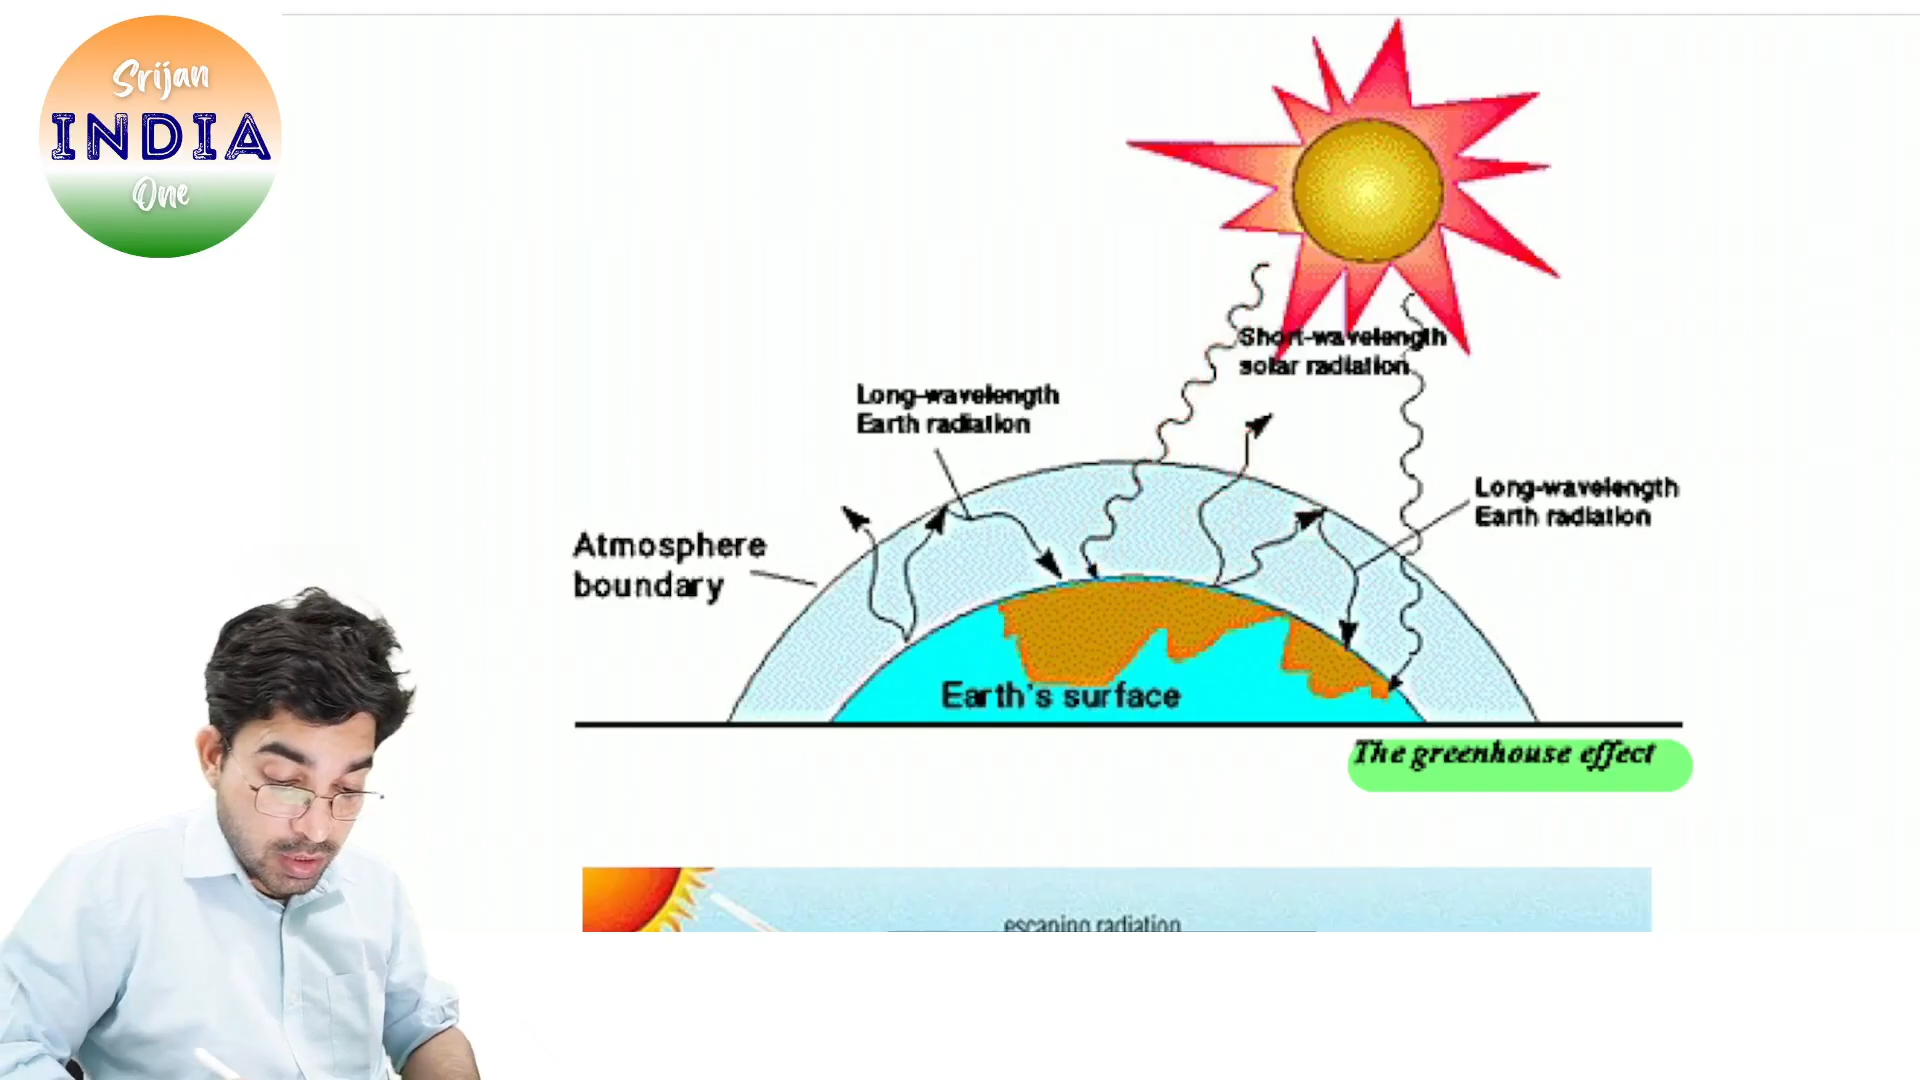 Srijan
INDIA
One
Short-wavelength
solar radiation
Long-wavelength
Earth radiation
Long-wavelength
Earth radiation
Atmosphere
boundary
Earth's surface
The greenhouse effect
escaping radiation